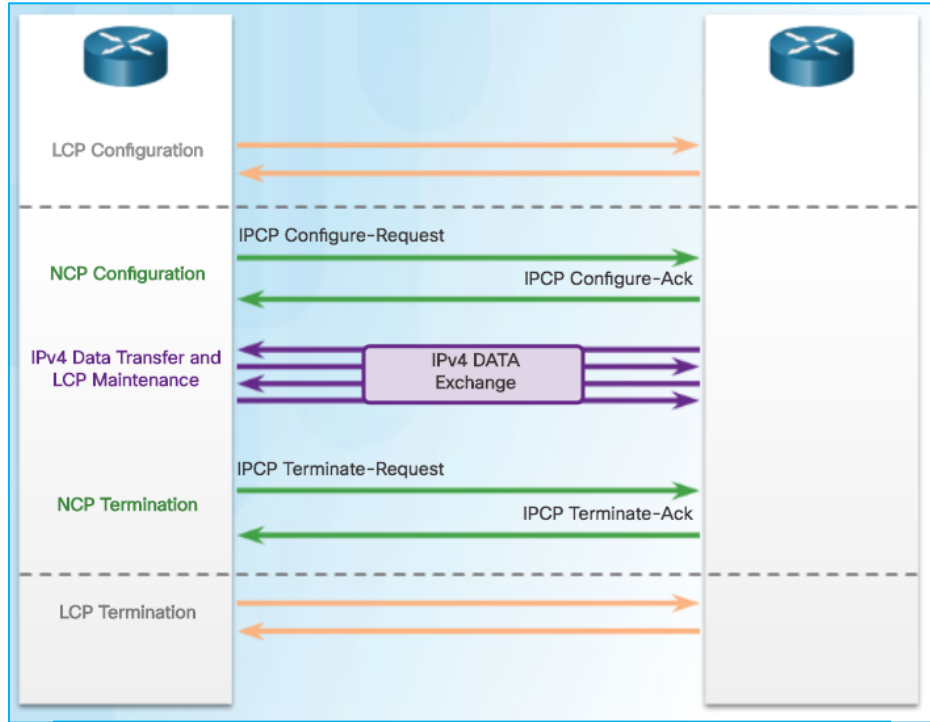 LCP Configuration
IPCP Configure-Request
NCP Configuration
IPCP Configure-Ack
IPv4 Data Transfer and
LCP Maintenance
IPv4 DATA
Exchange
IPCP Terminate-Request
NCP Termination
IPCP Terminate-Ack
LCP Termination